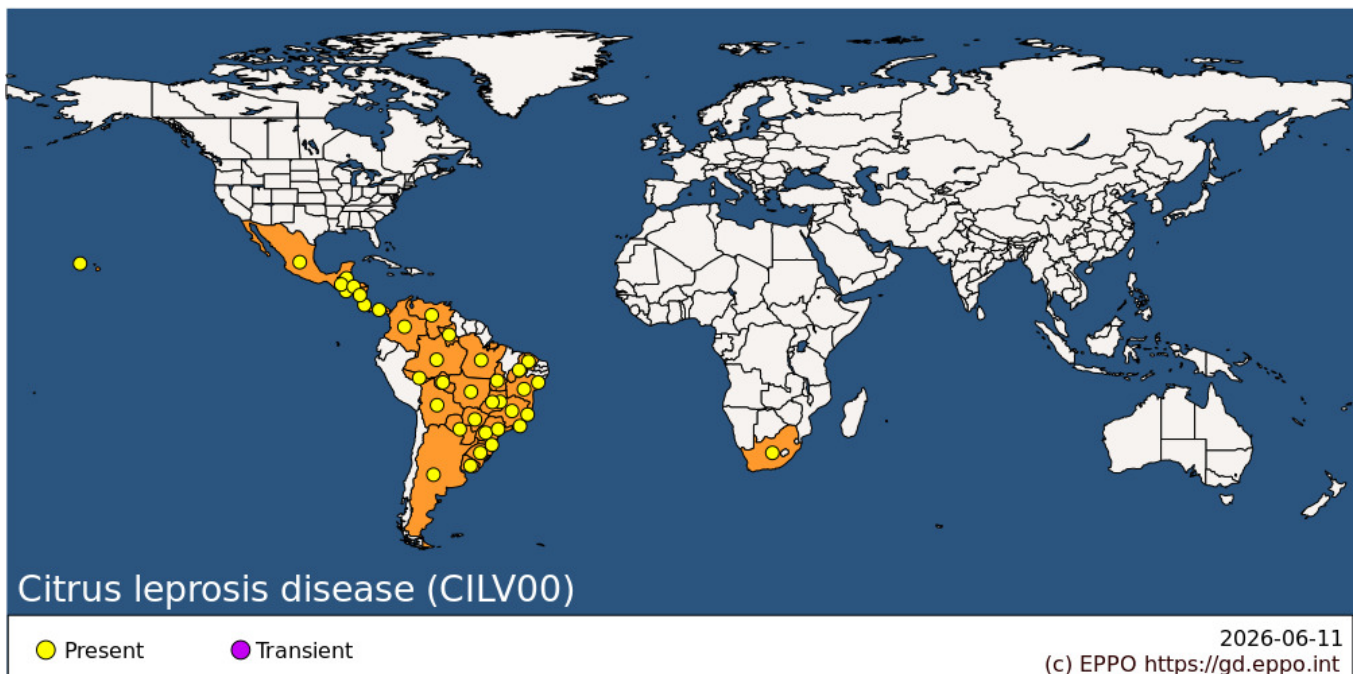 Citrus leprosis disease (CILV00)
Present
Transient
2026-06-11
(c) EPPO https://gd.eppo.int